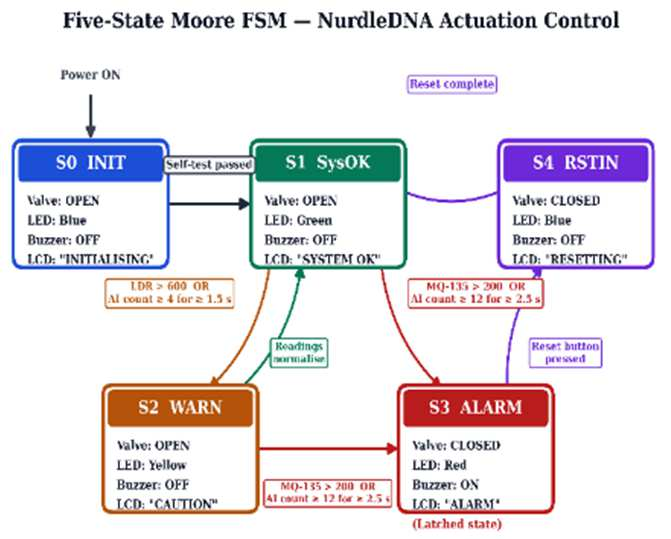 Five-State Moore FSM — NurdleDNA Actuation Control
Power ON
Reset complete
S0 INIT
Valve: OPEN
LED: Blue
Buzzer: OFF
LCD: "INITIALISING"
Self-test passed
S1 SysOK
Valve: OPEN
LED: Green
Buzzer: OFF
LCD: "SYSTEM OK"
S4 RSTIN
Valve: CLOSED
LED: Blue
Buzzer: OFF
LCD: "RESETTING"
LDR > 600 OR
AI count ≥ 4 for ≥ 1.5 s
MQ-135 > 200 OR
AI count ≥ 12 for ≥ 2.5 s
Readings
normalise
Reset button
pressed
S2 WARN
Valve: OPEN
LED: Yellow
Buzzer: OFF
LCD: "CAUTION"
MQ-135 > 200 OR
AI count ≥ 12 for ≥ 2.5 s
S3 ALARM
Valve: CLOSED
LED: Red
Buzzer: ON
LCD: "ALARM"
(Latched state)